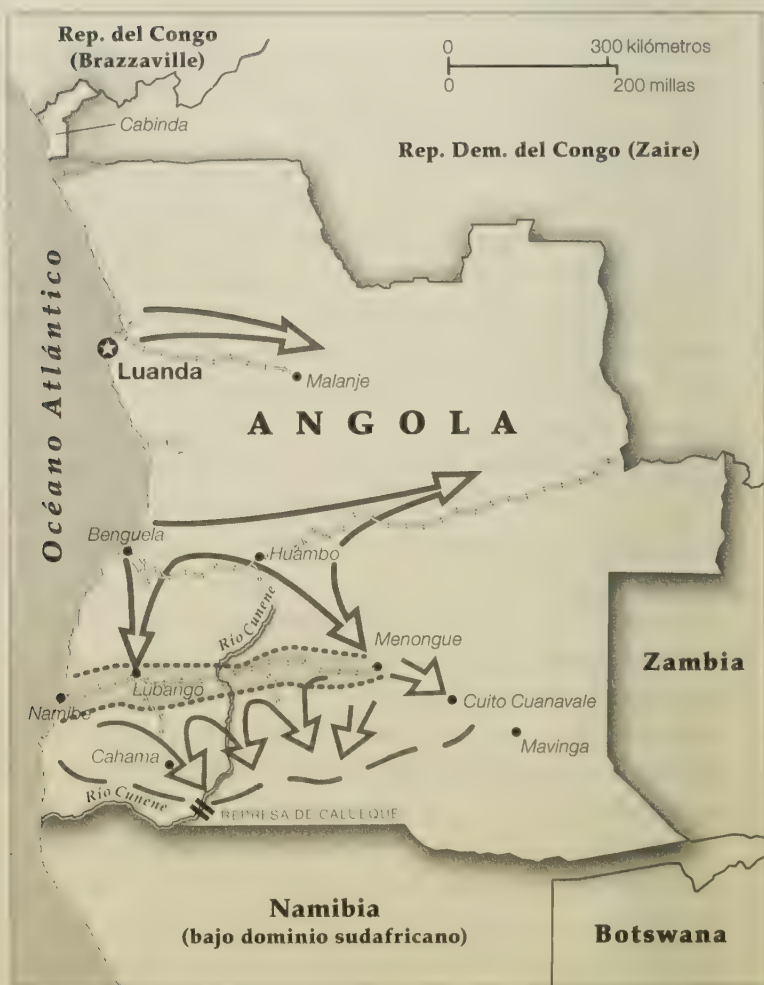 Rep. del Congo
(Brazzaville)
0 300 kilómetros
0 200 millas
Cabinda
Rep. Dem. del Congo (Zaire)
Océano Atlántico
Luanda
Malanje
ANGOLA
Benguela
Huambo
Río Cunene
Menongue
Zambia
Lubango
Namibe
Cuito Cuanavale
Mavinga
Cahama
Río Cunene
REPRESA DE CALUEQUE
Namibia
(bajo dominio sudafricano)
Botswana